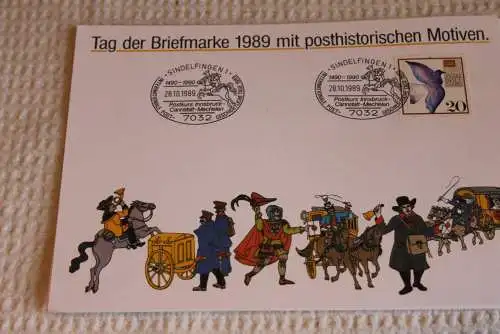 Tag der Briefmarke 1989 mit posthistorischen Motiven.
SINDELFINGEN 1
1490-1990
28.10.1989
Postkurs Innsbruck-
Cannstatt-Mechelen
7032
SINDELFINGEN 1
1490-1990
28.10.1989
Postkurs Innsbruck-
Cannstatt-Mechelen
7032
20